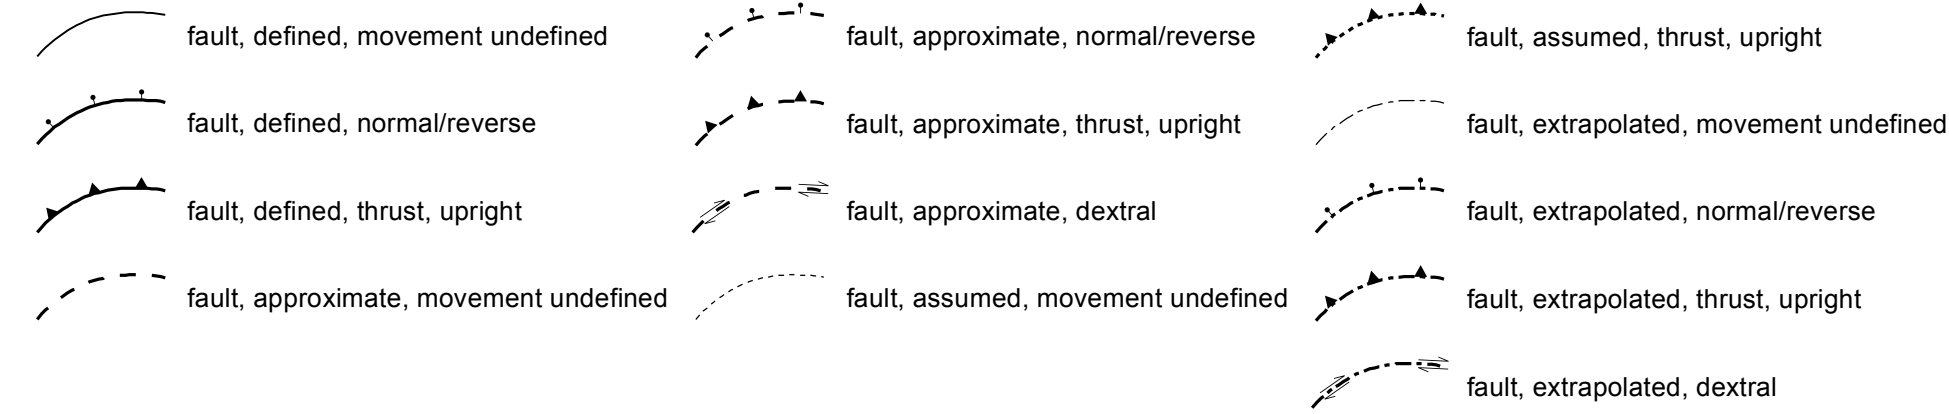 fault, defined, movement undefined
fault, defined, normal/reverse
fault, defined, thrust, upright
fault, approximate, movement undefined
fault, approximate, normal/reverse
fault, approximate, thrust, upright
fault, approximate, dextral
fault, assumed, movement undefined
fault, assumed, thrust, upright
fault, extrapolated, movement undefined
fault, extrapolated, normal/reverse
fault, extrapolated, thrust, upright
fault, extrapolated, dextral